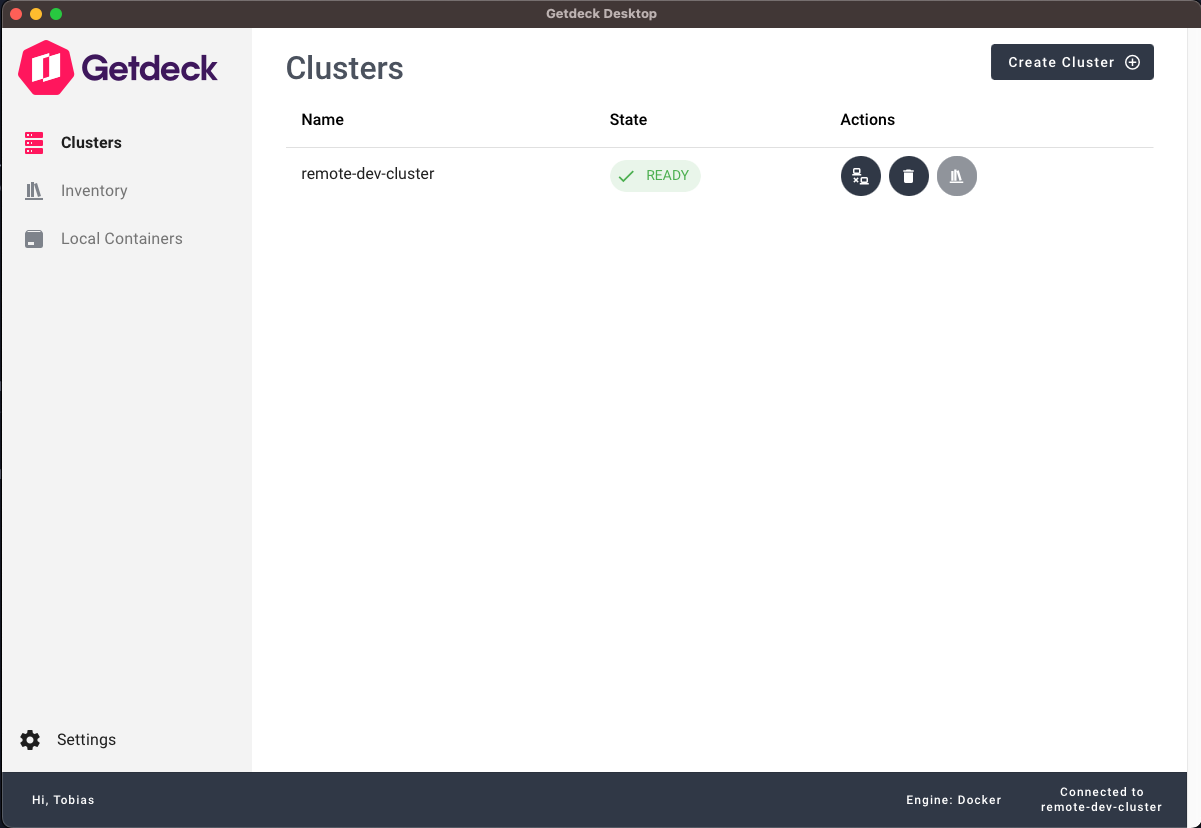 Getdeck Desktop
Getdeck
Clusters
Inventory
Local Containers
Settings
Clusters
Create Cluster
Name State Actions
remote-dev-cluster READY
Hi, Tobias
Engine: Docker
Connected to
remote-dev-cluster